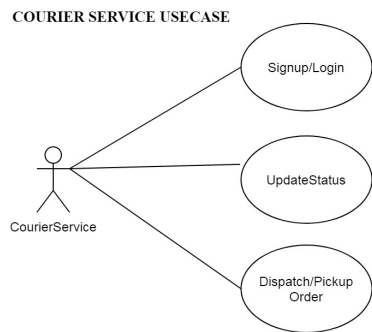 COURIER SERVICE USECASE
Signup/Login
UpdateStatus
CourierService
Dispatch/Pickup
Order